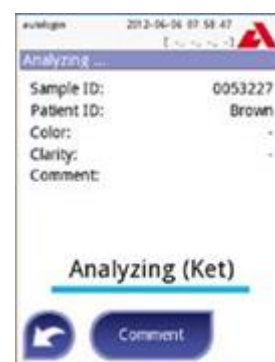 autologin 2012-06-06 07 58 47
[ -, -, -, -]
Analyzing ...
Sample ID: 0053227
Patient ID: Brown
Color: -
Clarity: -
Comment:
Analyzing (Ket)
Comment